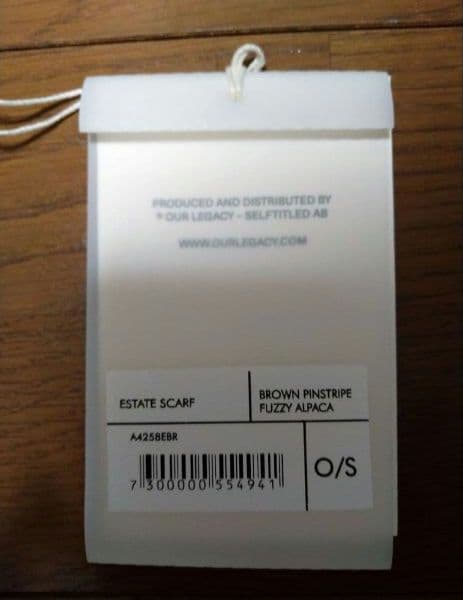 PRODUCED AND DISTRIBUTED BY
® OUR LEGACY - SELFTITLED AB
WWW.OURLEGACY.COM
ESTATE SCARF
BROWN PINSTRIPE
FUZZY ALPACA
A4258EBR
7 300000 554941
O/S